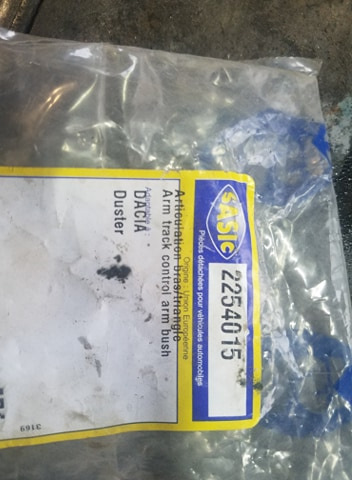 SASIC
2254015
Pièces détachées pour véhicules automobiles
Origine : Union Européenne
Articulation bras/triangle
Arm track control arm bush
DACIA
Duster
3169